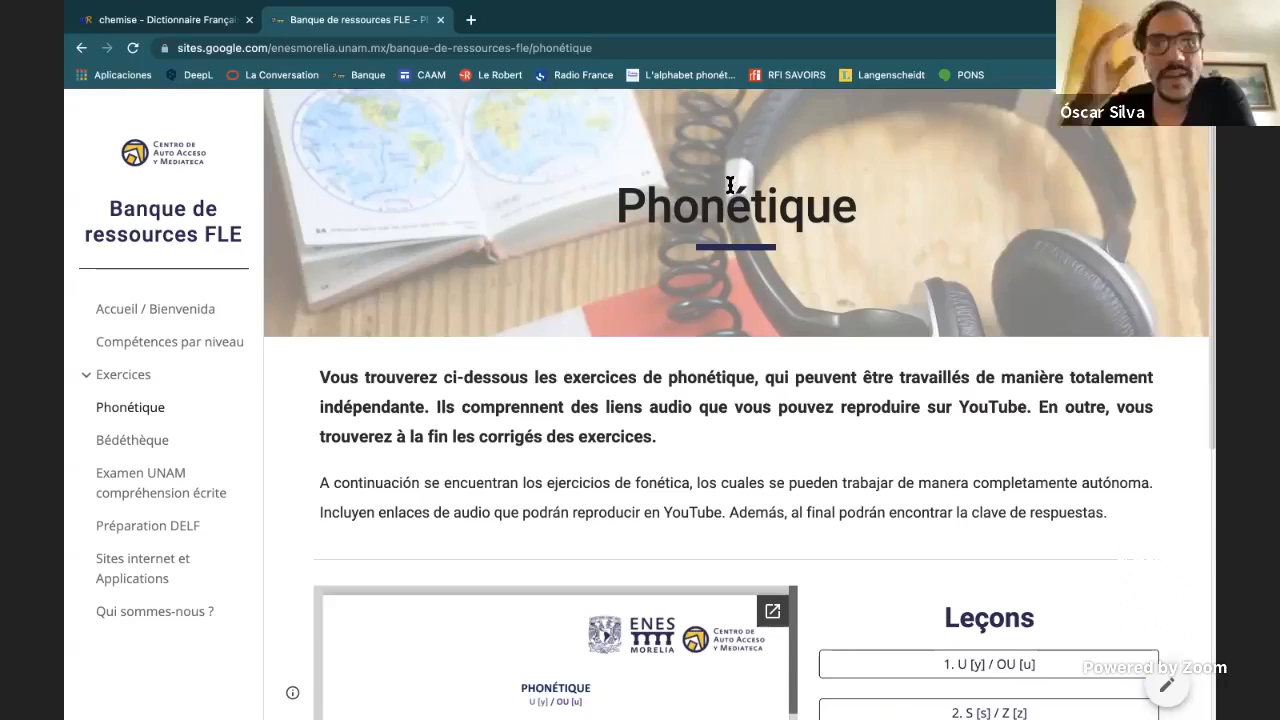 chemise - Dictionnaire Françai
Banque de ressources FLE - P
sites.google.com/enesmorelia.unam.mx/banque-de-ressources-fle/phonétique
Aplicaciones
DeepL
La Conversation
Banque
CAAM
Le Robert
Radio France
L'alphabet phonét...
RFI SAVOIRS
Langenscheidt
PONS
Óscar Silva
CENTRO DE
AUTO ACCESO
Y MEDIATECA
Banque de
ressources FLE
Accueil / Bienvenida
Compétences par niveau
Exercices
Phonétique
Bédéthèque
Examen UNAM
compréhension écrite
Préparation DELF
Sites internet et
Applications
Qui sommes-nous ?
Phonétique
Vous trouverez ci-dessous les exercices de phonétique, qui peuvent être travaillés de manière totalement
indépendante. Ils comprennent des liens audio que vous pouvez reproduire sur YouTube. En outre, vous
trouverez à la fin les corrigés des exercices.
A continuación se encuentran los ejercicios de fonética, los cuales se pueden trabajar de manera completamente autónoma.
Incluyen enlaces de audio que podrán reproducir en YouTube. Además, al final podrán encontrar la clave de respuestas.
ENES
MORELIA
CENTRO DE
AUTO ACCESO
Y MEDIATECA
PHONÉTIQUE
U [y] / OU [u]
Leçons
1. U [y] / OU [u]
2. S [s] / Z [z]
Powered by Zoom